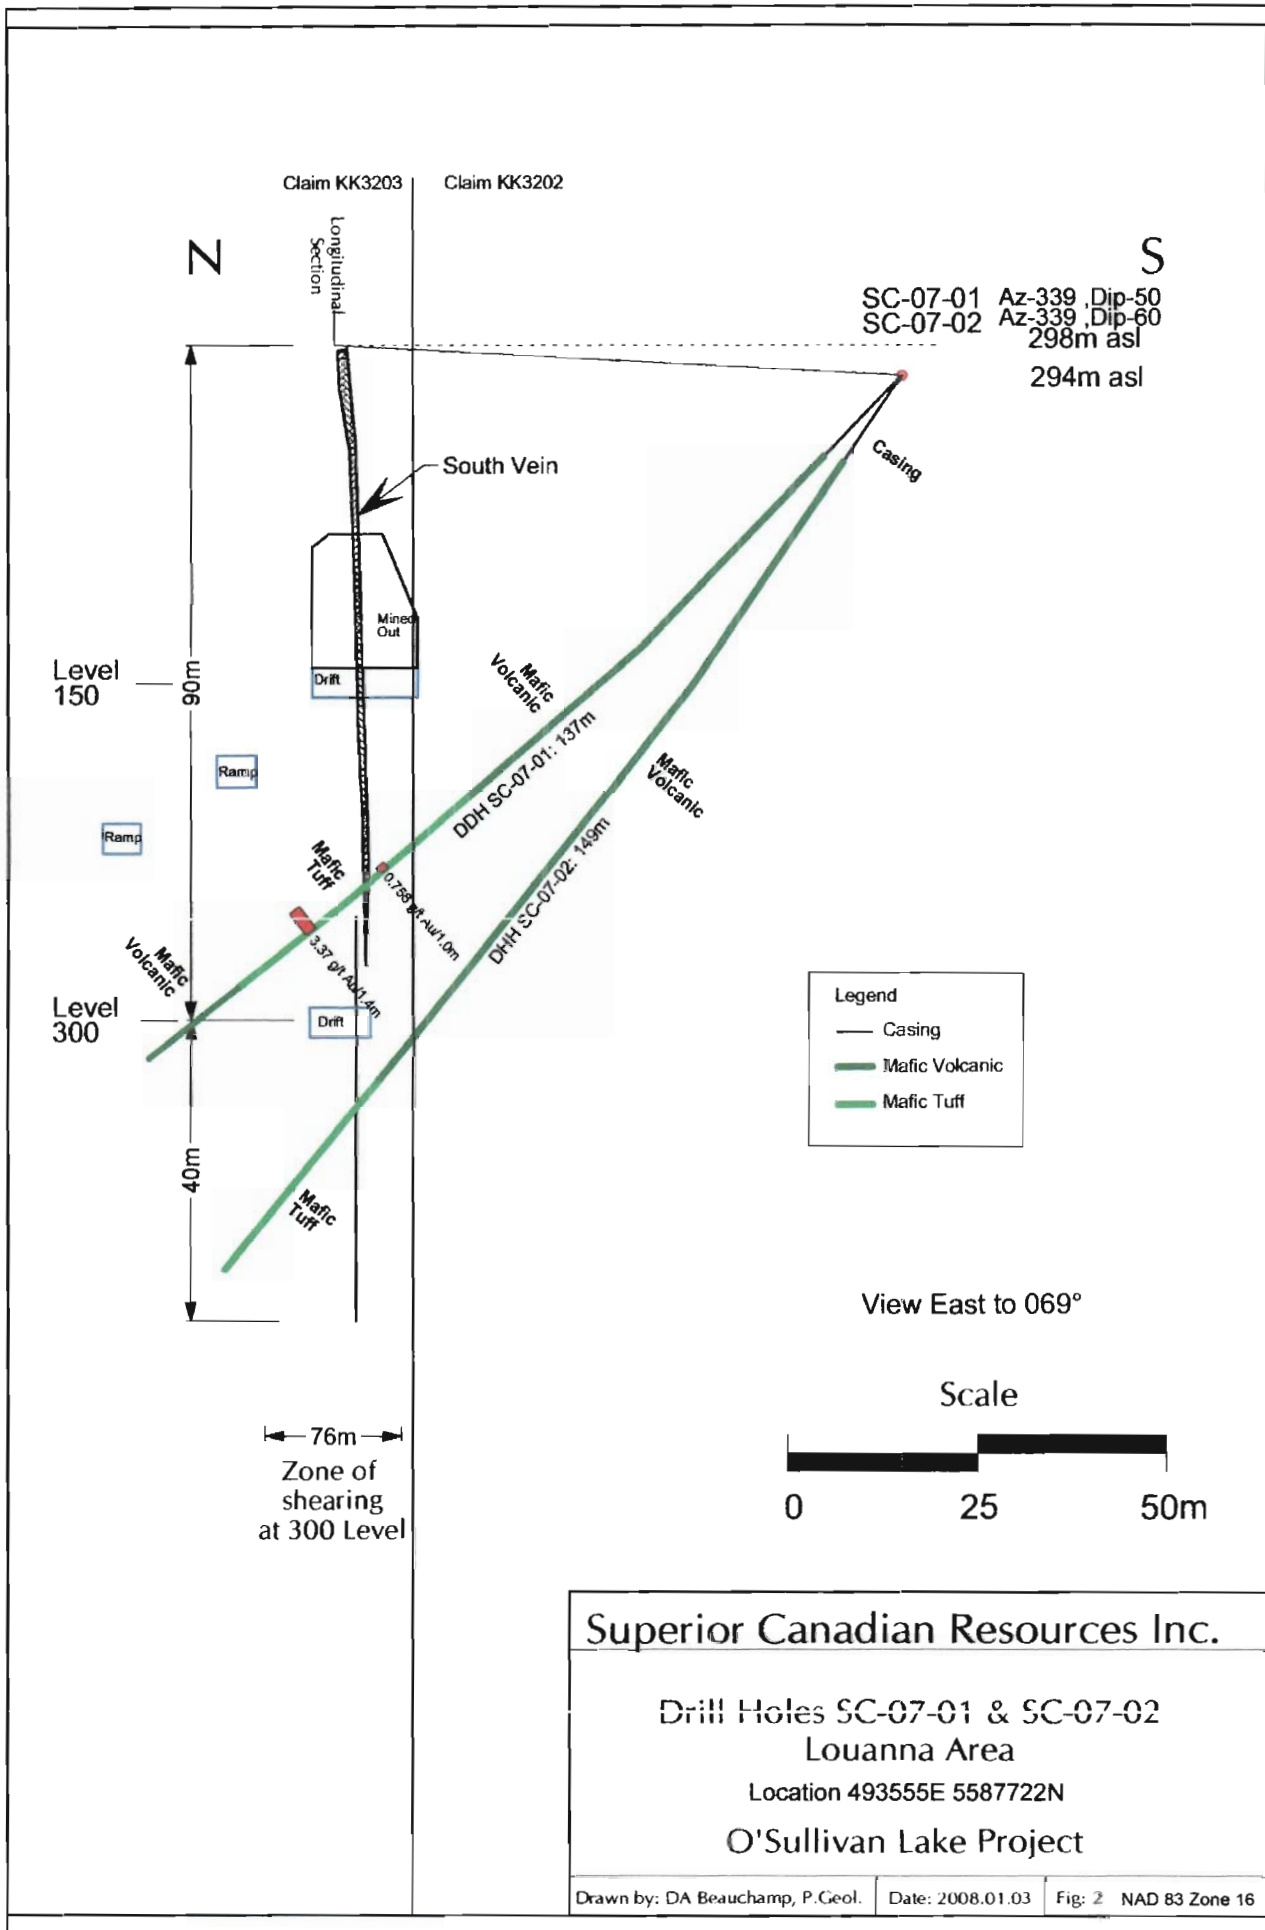 Claim KK3203
Claim KK3202
Longitudinal
Section
N
S
SC-07-01 Az-339 ,Dip-50
SC-07-02 Az-339 ,Dip-60
298m asl
294m asl
Casing
South Vein
Mined
Out
Level
150
90m
Drift
Mafic
Volcanic
Ramp
DDH SC-07-01: 137m
Mafic
Volcanic
Ramp
Mafic
Tuff
0.758 g/t Au/1.0m
DHH SC-07-02: 149m
3.37 g/t Au/1.4m
Mafic
Volcanic
Level
300
Drift
Legend
Casing
Mafic Volcanic
Mafic Tuff
40m
Mafic
Tuff
View East to 069°
Scale
0 25 50m
76m
Zone of
shearing
at 300 Level
Superior Canadian Resources Inc.
Drill Holes SC-07-01 & SC-07-02
Louanna Area
Location 493555E 5587722N
O'Sullivan Lake Project
Drawn by: DA Beauchamp, P.Geol. Date: 2008.01.03 Fig: 2 NAD 83 Zone 16